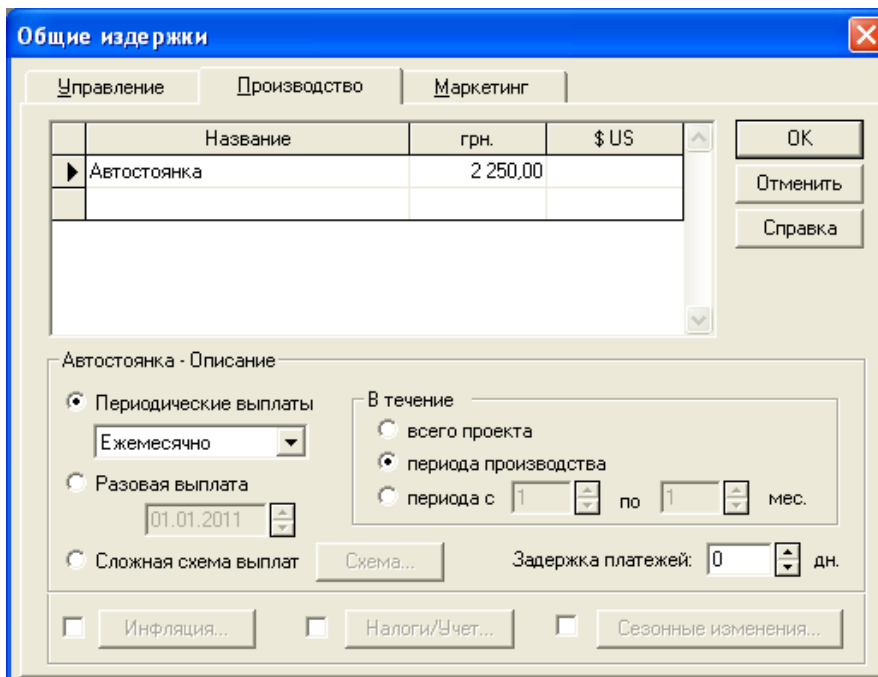 Общие издержки
Управление Производство Маркетинг
Название грн. $ US
Автостоянка 2 250,00
OK
Отменить
Справка
Автостоянка - Описание
Периодические выплаты
Ежемесячно
Разовая выплата
01.01.2011
Сложная схема выплат Схема...
В течение
всего проекта
периода производства
периода с 1 по 1 мес.
Задержка платежей: 0 дн.
Инфляция... Налоги/Учет... Сезонные изменения...